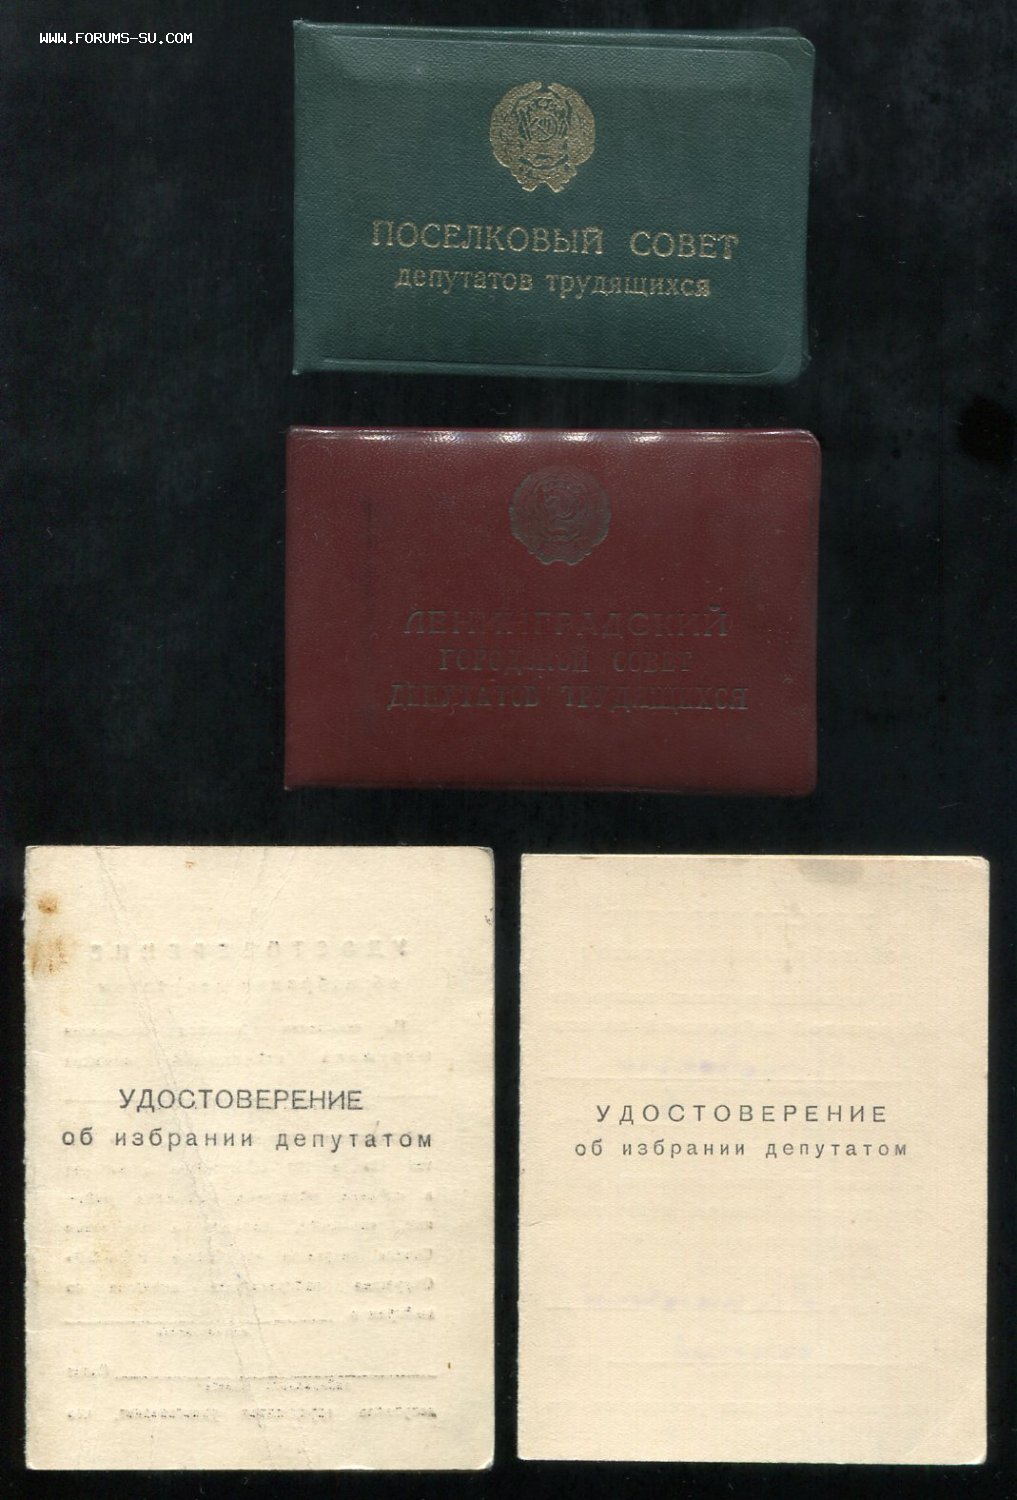 WWW.FORUMS-SU.COM
ПОСЕЛКОВЫЙ СОВЕТ
депутатов трудящихся
ЛЕНИНГРАДСКИЙ
ГОРОДСКОЙ СОВЕТ
ДЕПУТАТОВ ТРУДЯЩИХСЯ
УДОСТОВЕРЕНИЕ
об избрании депутатом
УДОСТОВЕРЕНИЕ
об избрании депутатом